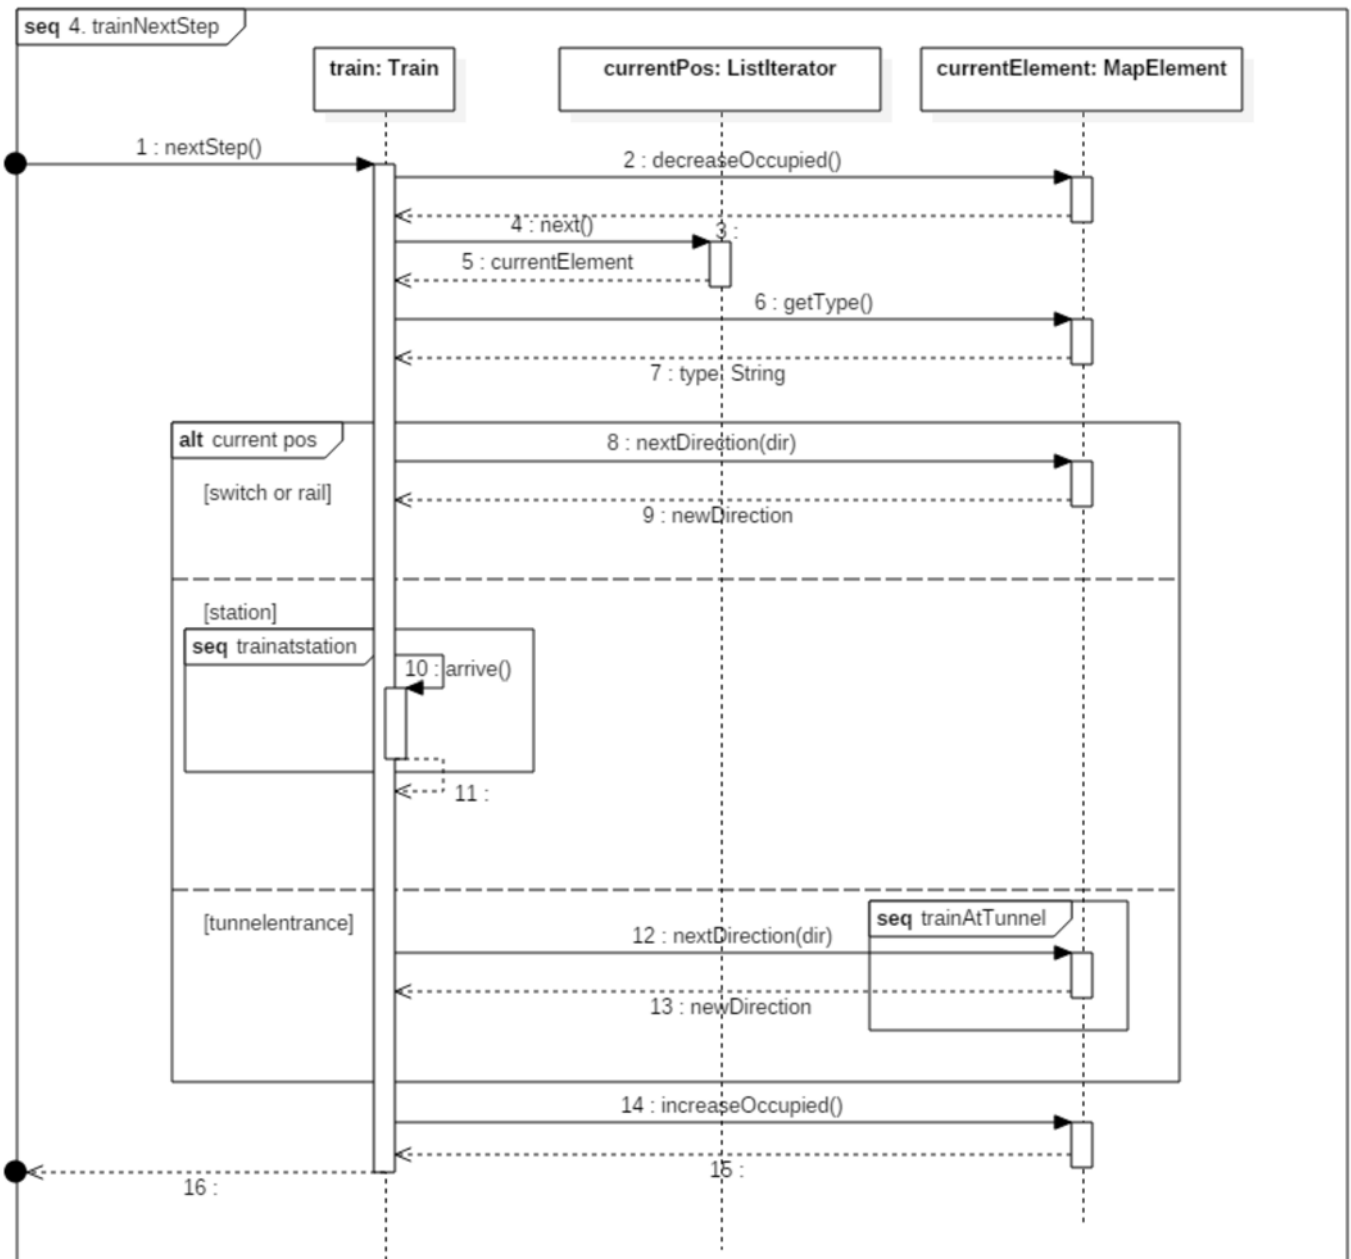 seq 4. trainNextStep
train: Train
currentPos: ListIterator
currentElement: MapElement
1 : nextStep()
2 : decreaseOccupied()
3 :
4 : next()
5 : currentElement
6 : getType()
7 : type: String
alt current pos
8 : nextDirection(dir)
[switch or rail]
9 : newDirection
[station]
seq trainatstation
10 : arrive()
11 :
[tunnelentrance]
seq trainAtTunnel
12 : nextDirection(dir)
13 : newDirection
14 : increaseOccupied()
15 :
16 :